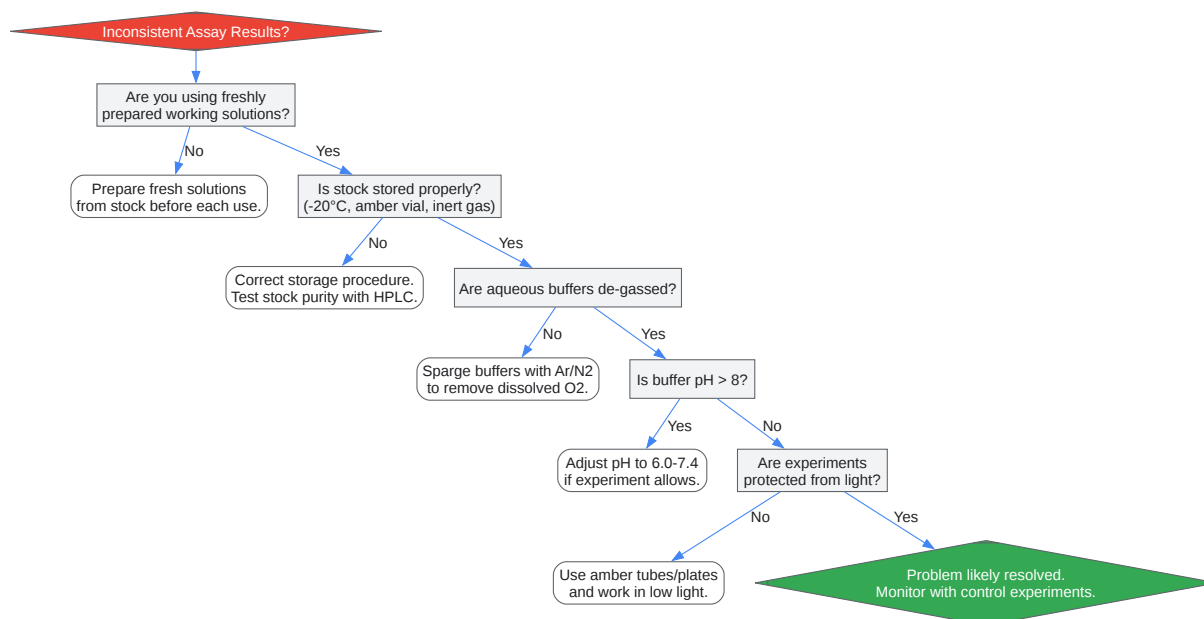 Inconsistent Assay Results?
Are you using freshly
prepared working solutions?
No
Yes
Prepare fresh solutions
from stock before each use.
Is stock stored properly?
(-20°C, amber vial, inert gas)
No
Yes
Correct storage procedure.
Test stock purity with HPLC.
Are aqueous buffers de-gassed?
No
Yes
Sparge buffers with Ar/N2
to remove dissolved O2.
Is buffer pH > 8?
Yes
No
Adjust pH to 6.0-7.4
if experiment allows.
Are experiments
protected from light?
No
Yes
Use amber tubes/plates
and work in low light.
Problem likely resolved.
Monitor with control experiments.